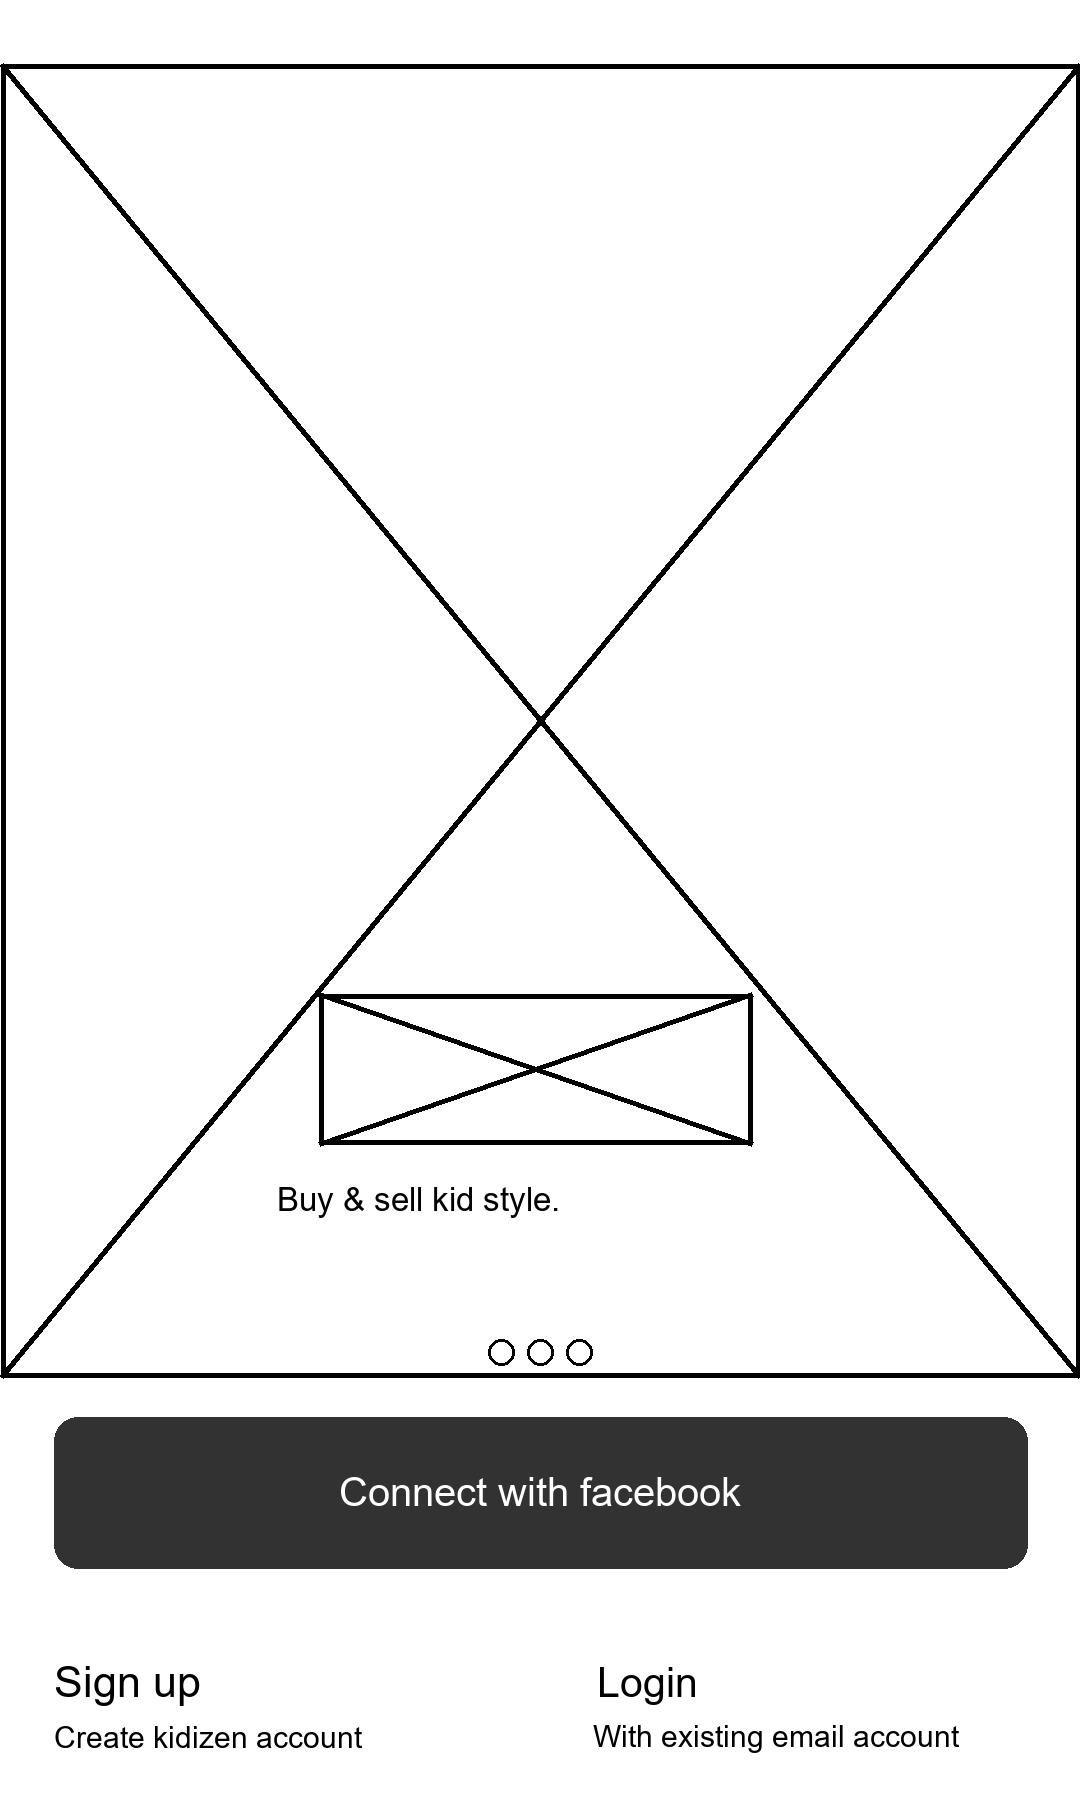 Buy & sell kid style.
Connect with facebook
Sign up
Login
Create kidizen account
With existing email account